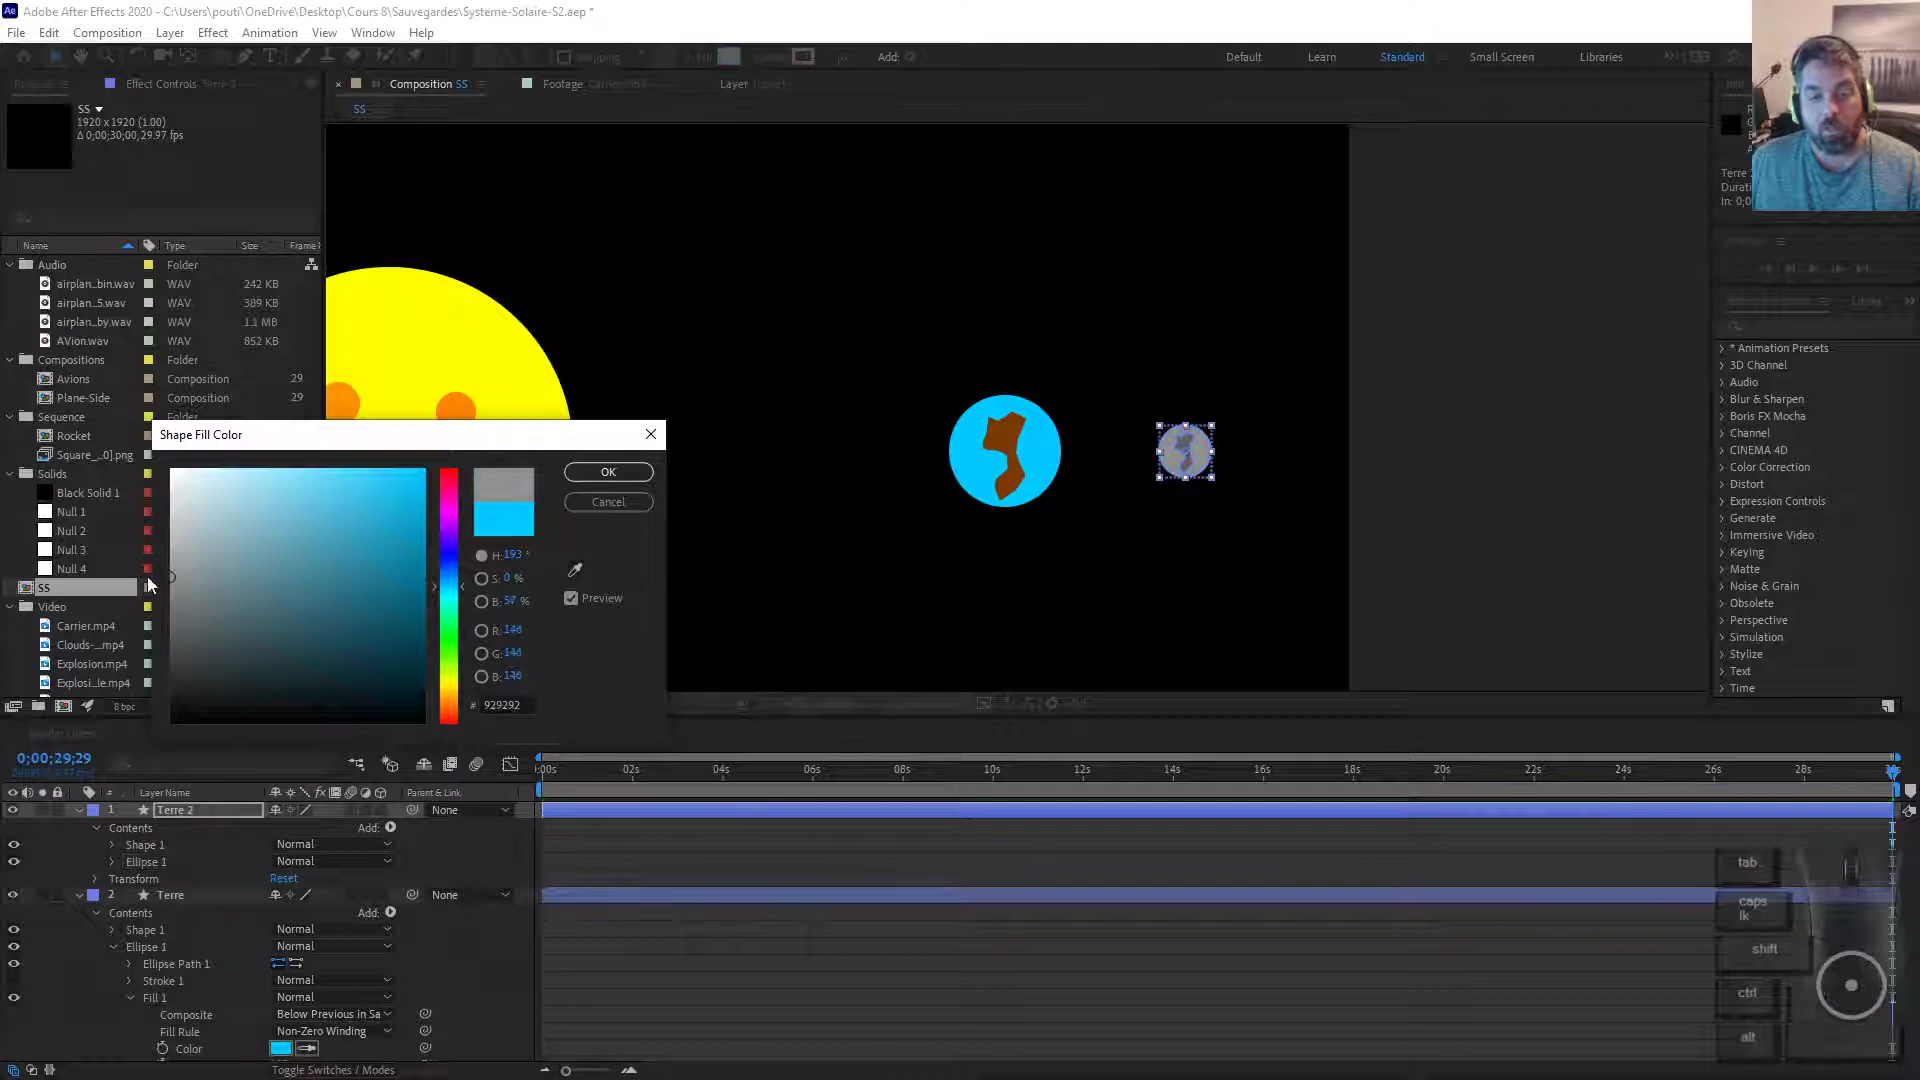 Adobe After Effects 2020 - C:\Users\pouti\OneDrive\Desktop\Cours 8\Sauvegardes\Systeme-Solaire-S2.aep *
File Edit Composition Layer Effect Animation View Window Help
Add:
Default Learn Standard Small Screen Libraries
Effect Controls Terre 2
Composition SS
Footage
Layer
SS
1920 x 1920 (1.00)
Δ 0;00;30;00, 29.97 fps
SS
Terre
In: 0;0
Name Type Size Frame
Audio Folder
airplan_bin.wav WAV 242 KB
airplan_5.wav WAV 389 KB
airplan_by.wav WAV 1.1 MB
AVion.wav WAV 852 KB
Compositions Folder
Avions Composition 29
Plane-Side Composition 29
Sequence Folder
Rocket
Square_..0].png
Solids
Black Solid 1
Null 1
Null 2
Null 3
Null 4
SS
Video
Carrier.mp4
Clouds-...mp4
Explosion.mp4
Explosi...le.mp4
8 bpc
Shape Fill Color
OK
Cancel
H: 193 °
S: 0 %
B: 57 %
Preview
R: 146
G: 146
B: 146
# 929292
* Animation Presets
3D Channel
Audio
Blur & Sharpen
Boris FX Mocha
Channel
CINEMA 4D
Color Correction
Distort
Expression Controls
Generate
Immersive Video
Keying
Matte
Noise & Grain
Obsolete
Perspective
Simulation
Stylize
Text
Time
0;00;29;29
:00s 02s 04s 06s 08s 10s 12s 14s 16s 18s 20s 22s 24s 26s 28s
# Layer Name Parent & Link
1 Terre 2 None
Contents Add:
Shape 1 Normal
Ellipse 1 Normal
Transform Reset
2 Terre None
Contents Add:
Shape 1 Normal
Ellipse 1 Normal
Ellipse Path 1
Stroke 1 Normal
Fill 1 Normal
Composite Below Previous in Sa
Fill Rule Non-Zero Winding
Color
Toggle Switches / Modes
tab
caps
lk
shift
ctrl
alt